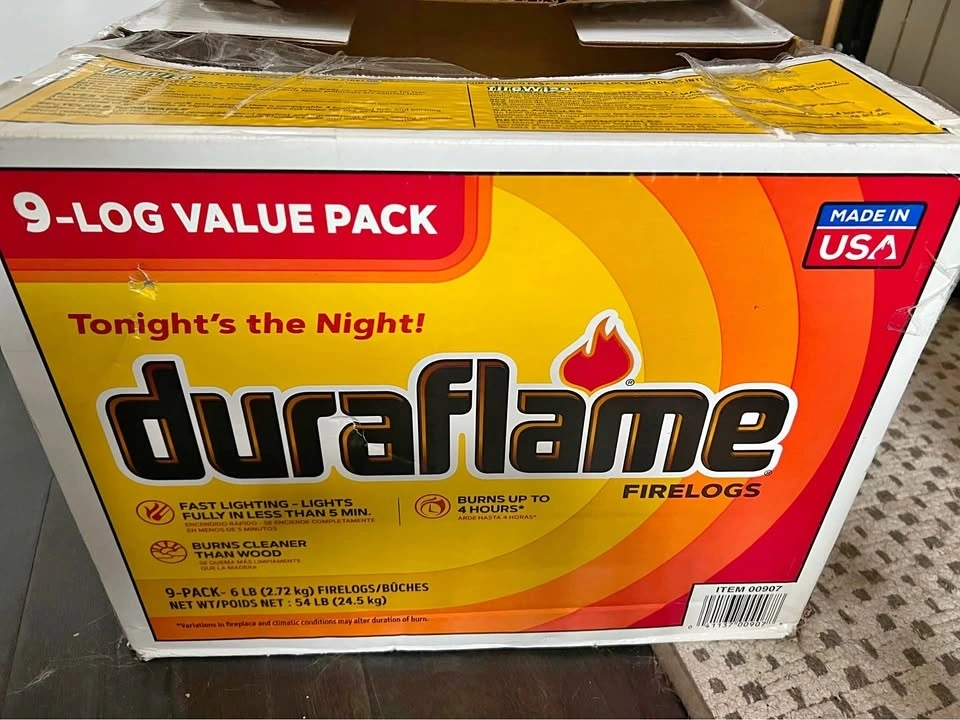 firewise
9-LOG VALUE PACK
MADE IN
USA
Tonight's the Night!
duraflame®
FIRELOGS
FAST LIGHTING - LIGHTS
FULLY IN LESS THAN 5 MIN.
ENCENDIDO RÁPIDO - SE ENCIENDE COMPLETAMENTE
EN MENOS DE 5 MINUTOS
BURNS UP TO
4 HOURS*
ARDE HASTA 4 HORAS*
BURNS CLEANER
THAN WOOD
SE QUEMA MÁS LIMPIAMENTE
QUE LA MADERA
9-PACK- 6 LB (2.72 kg) FIRELOGS/BÛCHES
NET WT/POIDS NET : 54 LB (24.5 kg)
*Variations in fireplace and climatic conditions may alter duration of burn.
ITEM 00907
0 41137 00907